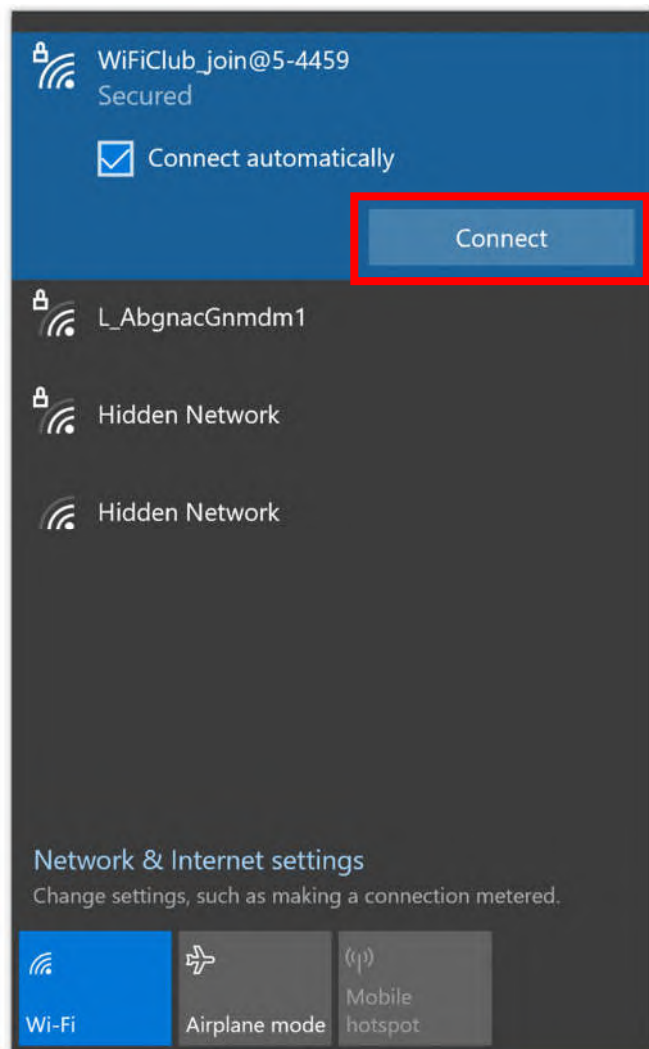 WiFiClub_join@5-4459
Secured
Connect automatically
Connect
L_AbgnacGnmdm1
Hidden Network
Hidden Network
Network & Internet settings
Change settings, such as making a connection metered.
Wi-Fi
Airplane mode
Mobile
hotspot